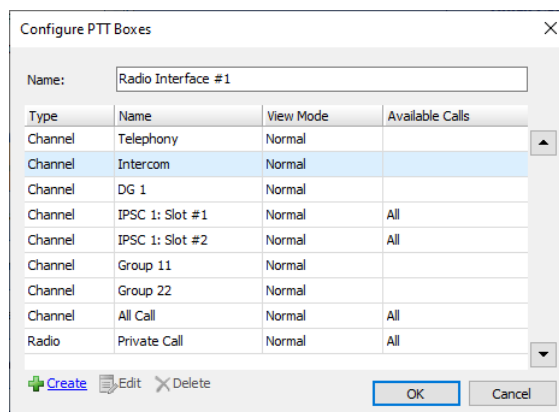 Configure PTT Boxes
Name: Radio Interface #1
Type Name View Mode Available Calls
Channel Telephony Normal
Channel Intercom Normal
Channel DG 1 Normal
Channel IPSC 1: Slot #1 Normal All
Channel IPSC 1: Slot #2 Normal All
Channel Group 11 Normal
Channel Group 22 Normal
Channel All Call Normal All
Radio Private Call Normal All
Create Edit Delete
OK Cancel